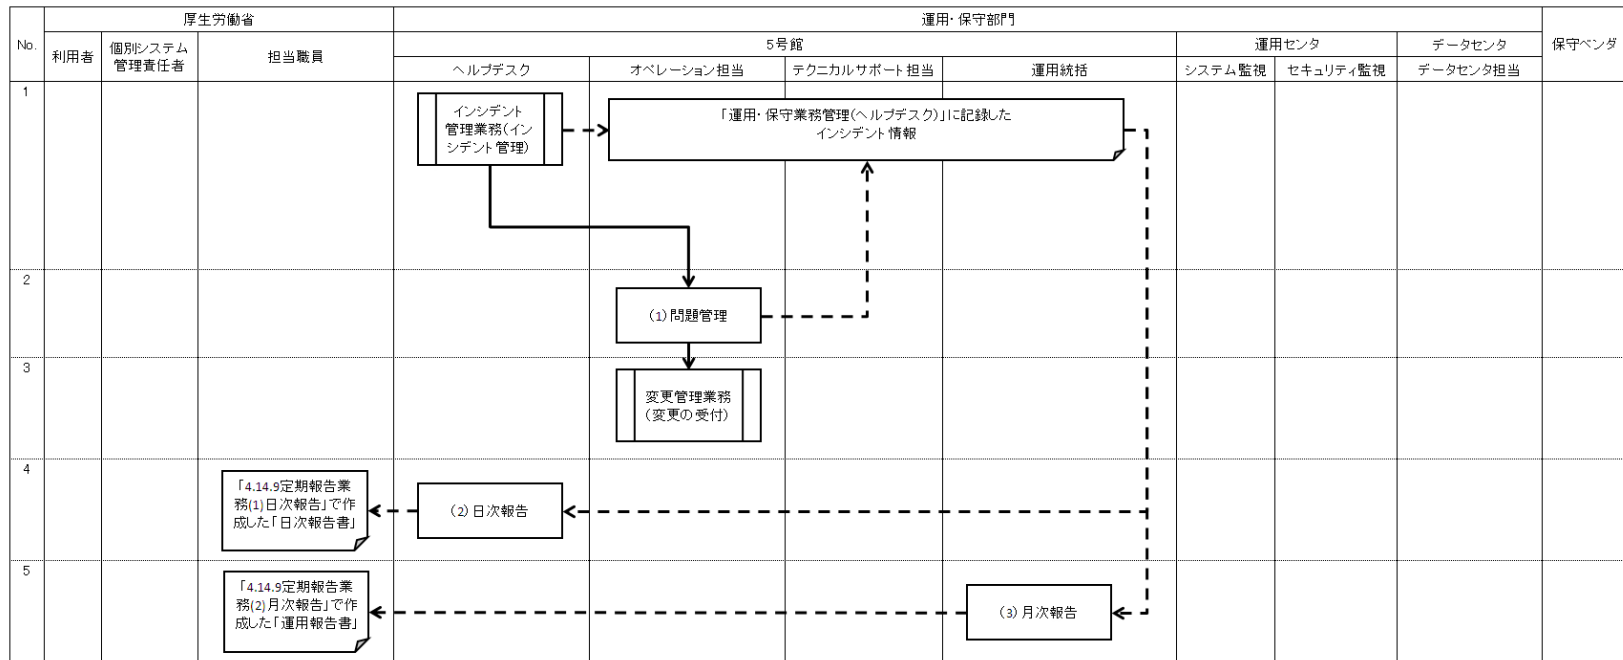 厚生労働省
運用・保守部門
No.
利用者
個別システム
管理責任者
担当職員
5号館
運用センタ
データセンタ
保守ベンダ
ヘルプデスク
オペレーション担当
テクニカルサポート担当
運用統括
システム監視
セキュリティ監視
データセンタ担当
1
インシデント
管理業務(イン
シデント管理)
「運用・保守業務管理(ヘルプデスク)」に記録した
インシデント情報
2
(1)問題管理
3
変更管理業務
(変更の受付)
4
「4.14.9定期報告業
務(1)日次報告」で作
成した「日次報告書」
(2)日次報告
5
「4.14.9定期報告業
務(2)月次報告」で作
成した「運用報告書」
(3)月次報告